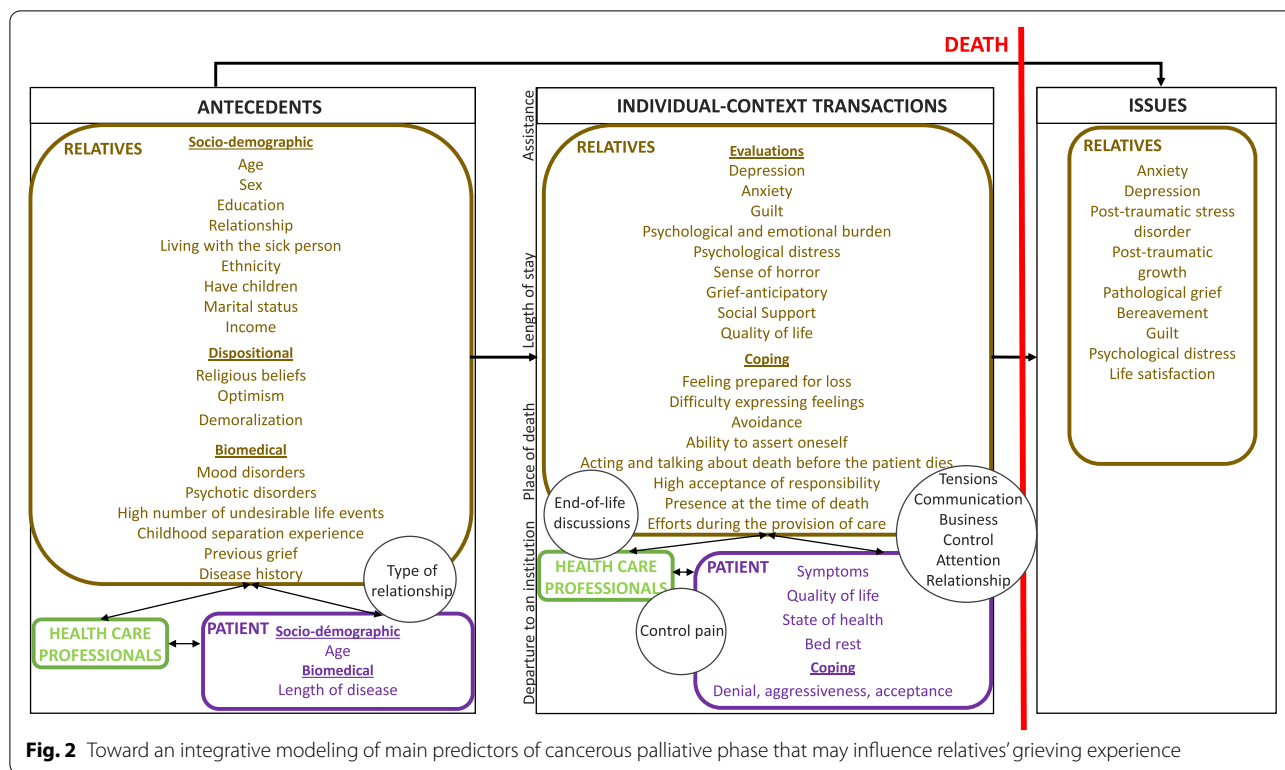 DEATH
ANTECEDENTS
RELATIVES
Socio-demographic
Age
Sex
Education
Relationship
Living with the sick person
Ethnicity
Have children
Marital status
Income
Dispositional
Religious beliefs
Optimism
Demoralization
Biomedical
Mood disorders
Psychotic disorders
High number of undesirable life events
Childhood separation experience
Previous grief
Disease history
Type of
relationship
HEALTH CARE
PROFESSIONALS
PATIENT
Socio-démographic
Age
Biomedical
Length of disease
Assistance
Length of stay
Place of death
Departure to an institution
INDIVIDUAL-CONTEXT TRANSACTIONS
RELATIVES
Evaluations
Depression
Anxiety
Guilt
Psychological and emotional burden
Psychological distress
Sense of horror
Grief-anticipatory
Social Support
Quality of life
Coping
Feeling prepared for loss
Difficulty expressing feelings
Avoidance
Ability to assert oneself
Acting and talking about death before the patient dies
High acceptance of responsibility
Presence at the time of death
Efforts during the provision of care
End-of-life
discussions
Tensions
Communication
Business
Control
Attention
Relationship
HEALTH CARE
PROFESSIONALS
Control pain
PATIENT
Symptoms
Quality of life
State of health
Bed rest
Coping
Denial, aggressiveness, acceptance
ISSUES
RELATIVES
Anxiety
Depression
Post-traumatic stress
disorder
Post-traumatic
growth
Pathological grief
Bereavement
Guilt
Psychological distress
Life satisfaction
Fig. 2 Toward an integrative modeling of main predictors of cancerous palliative phase that may influence relatives' grieving experience